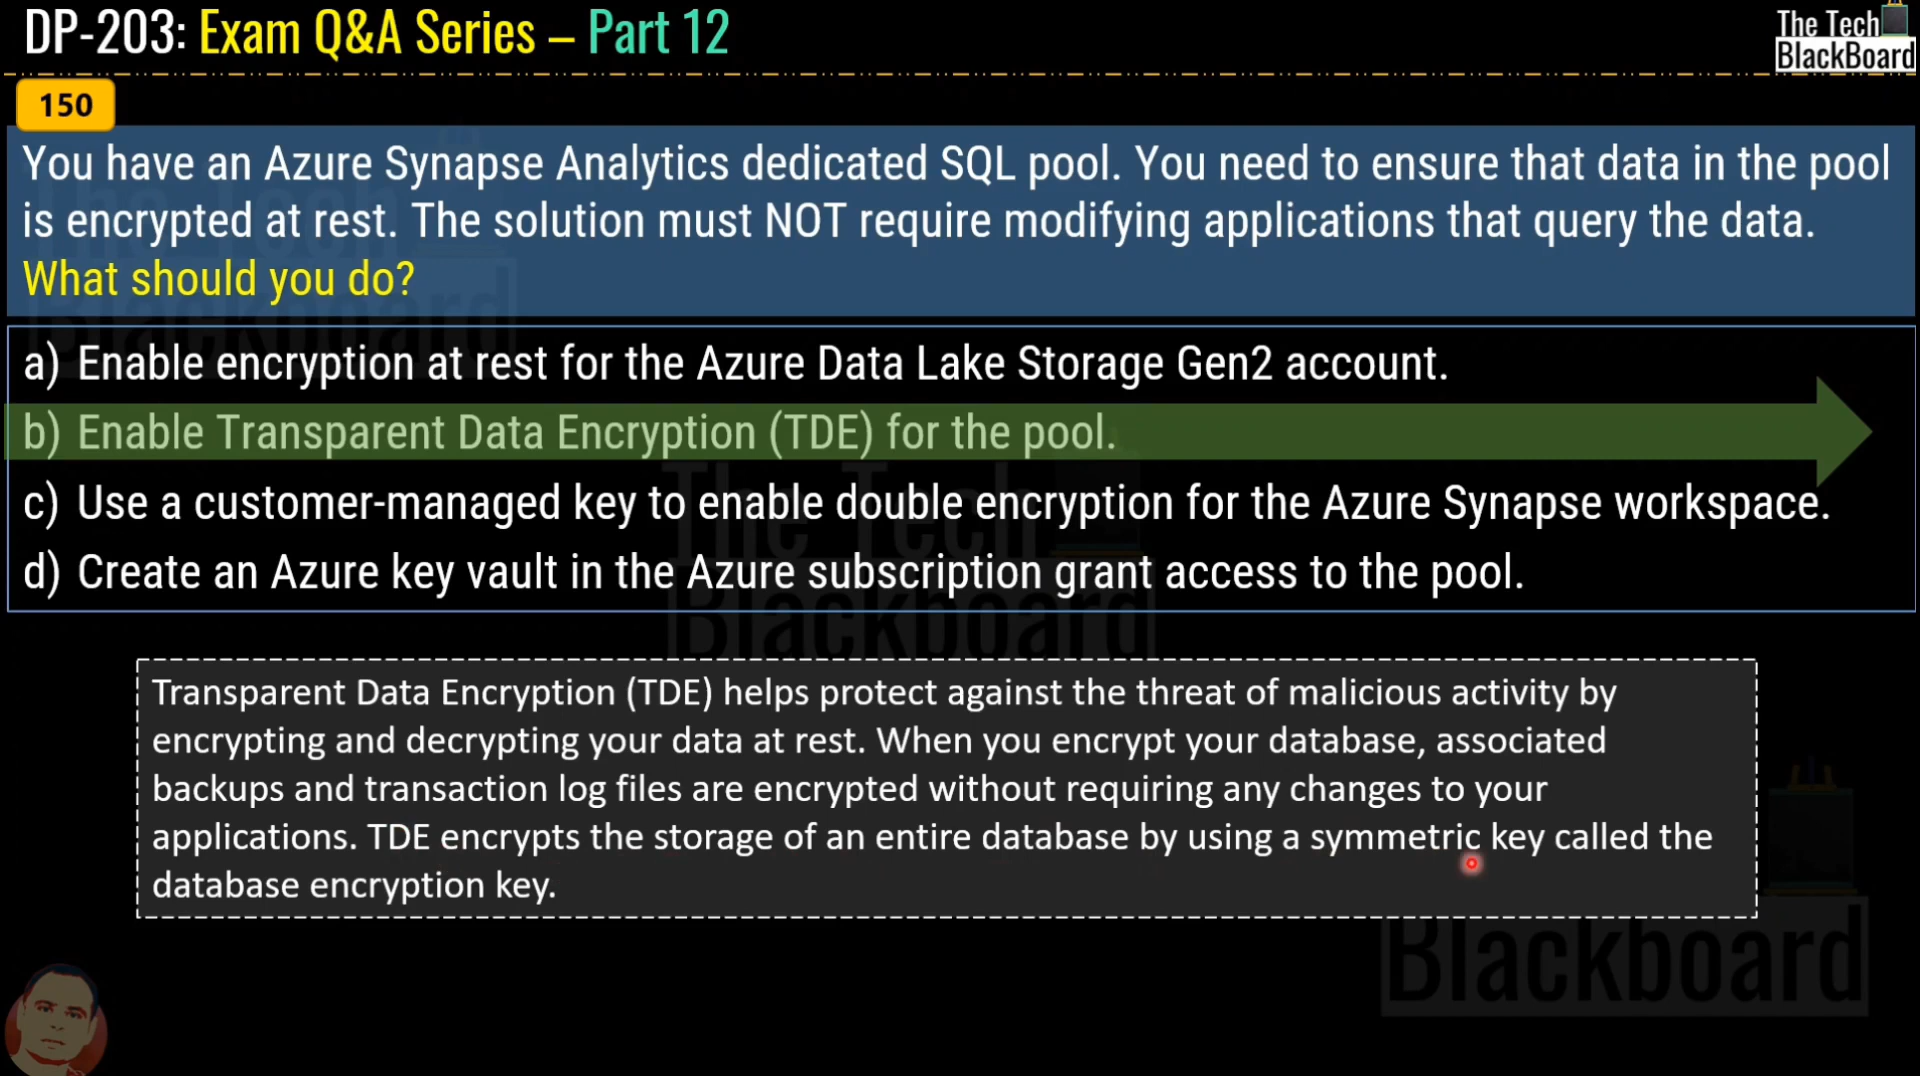 DP-203: Exam Q&A Series – Part 12
The Tech
BlackBoard
150
You have an Azure Synapse Analytics dedicated SQL pool. You need to ensure that data in the pool
is encrypted at rest. The solution must NOT require modifying applications that query the data.
What should you do?
a) Enable encryption at rest for the Azure Data Lake Storage Gen2 account.
b) Enable Transparent Data Encryption (TDE) for the pool.
c) Use a customer-managed key to enable double encryption for the Azure Synapse workspace.
d) Create an Azure key vault in the Azure subscription grant access to the pool.
The Tech
Blackboard
Transparent Data Encryption (TDE) helps protect against the threat of malicious activity by
encrypting and decrypting your data at rest. When you encrypt your database, associated
backups and transaction log files are encrypted without requiring any changes to your
applications. TDE encrypts the storage of an entire database by using a symmetric key called the
database encryption key.
Blackboard